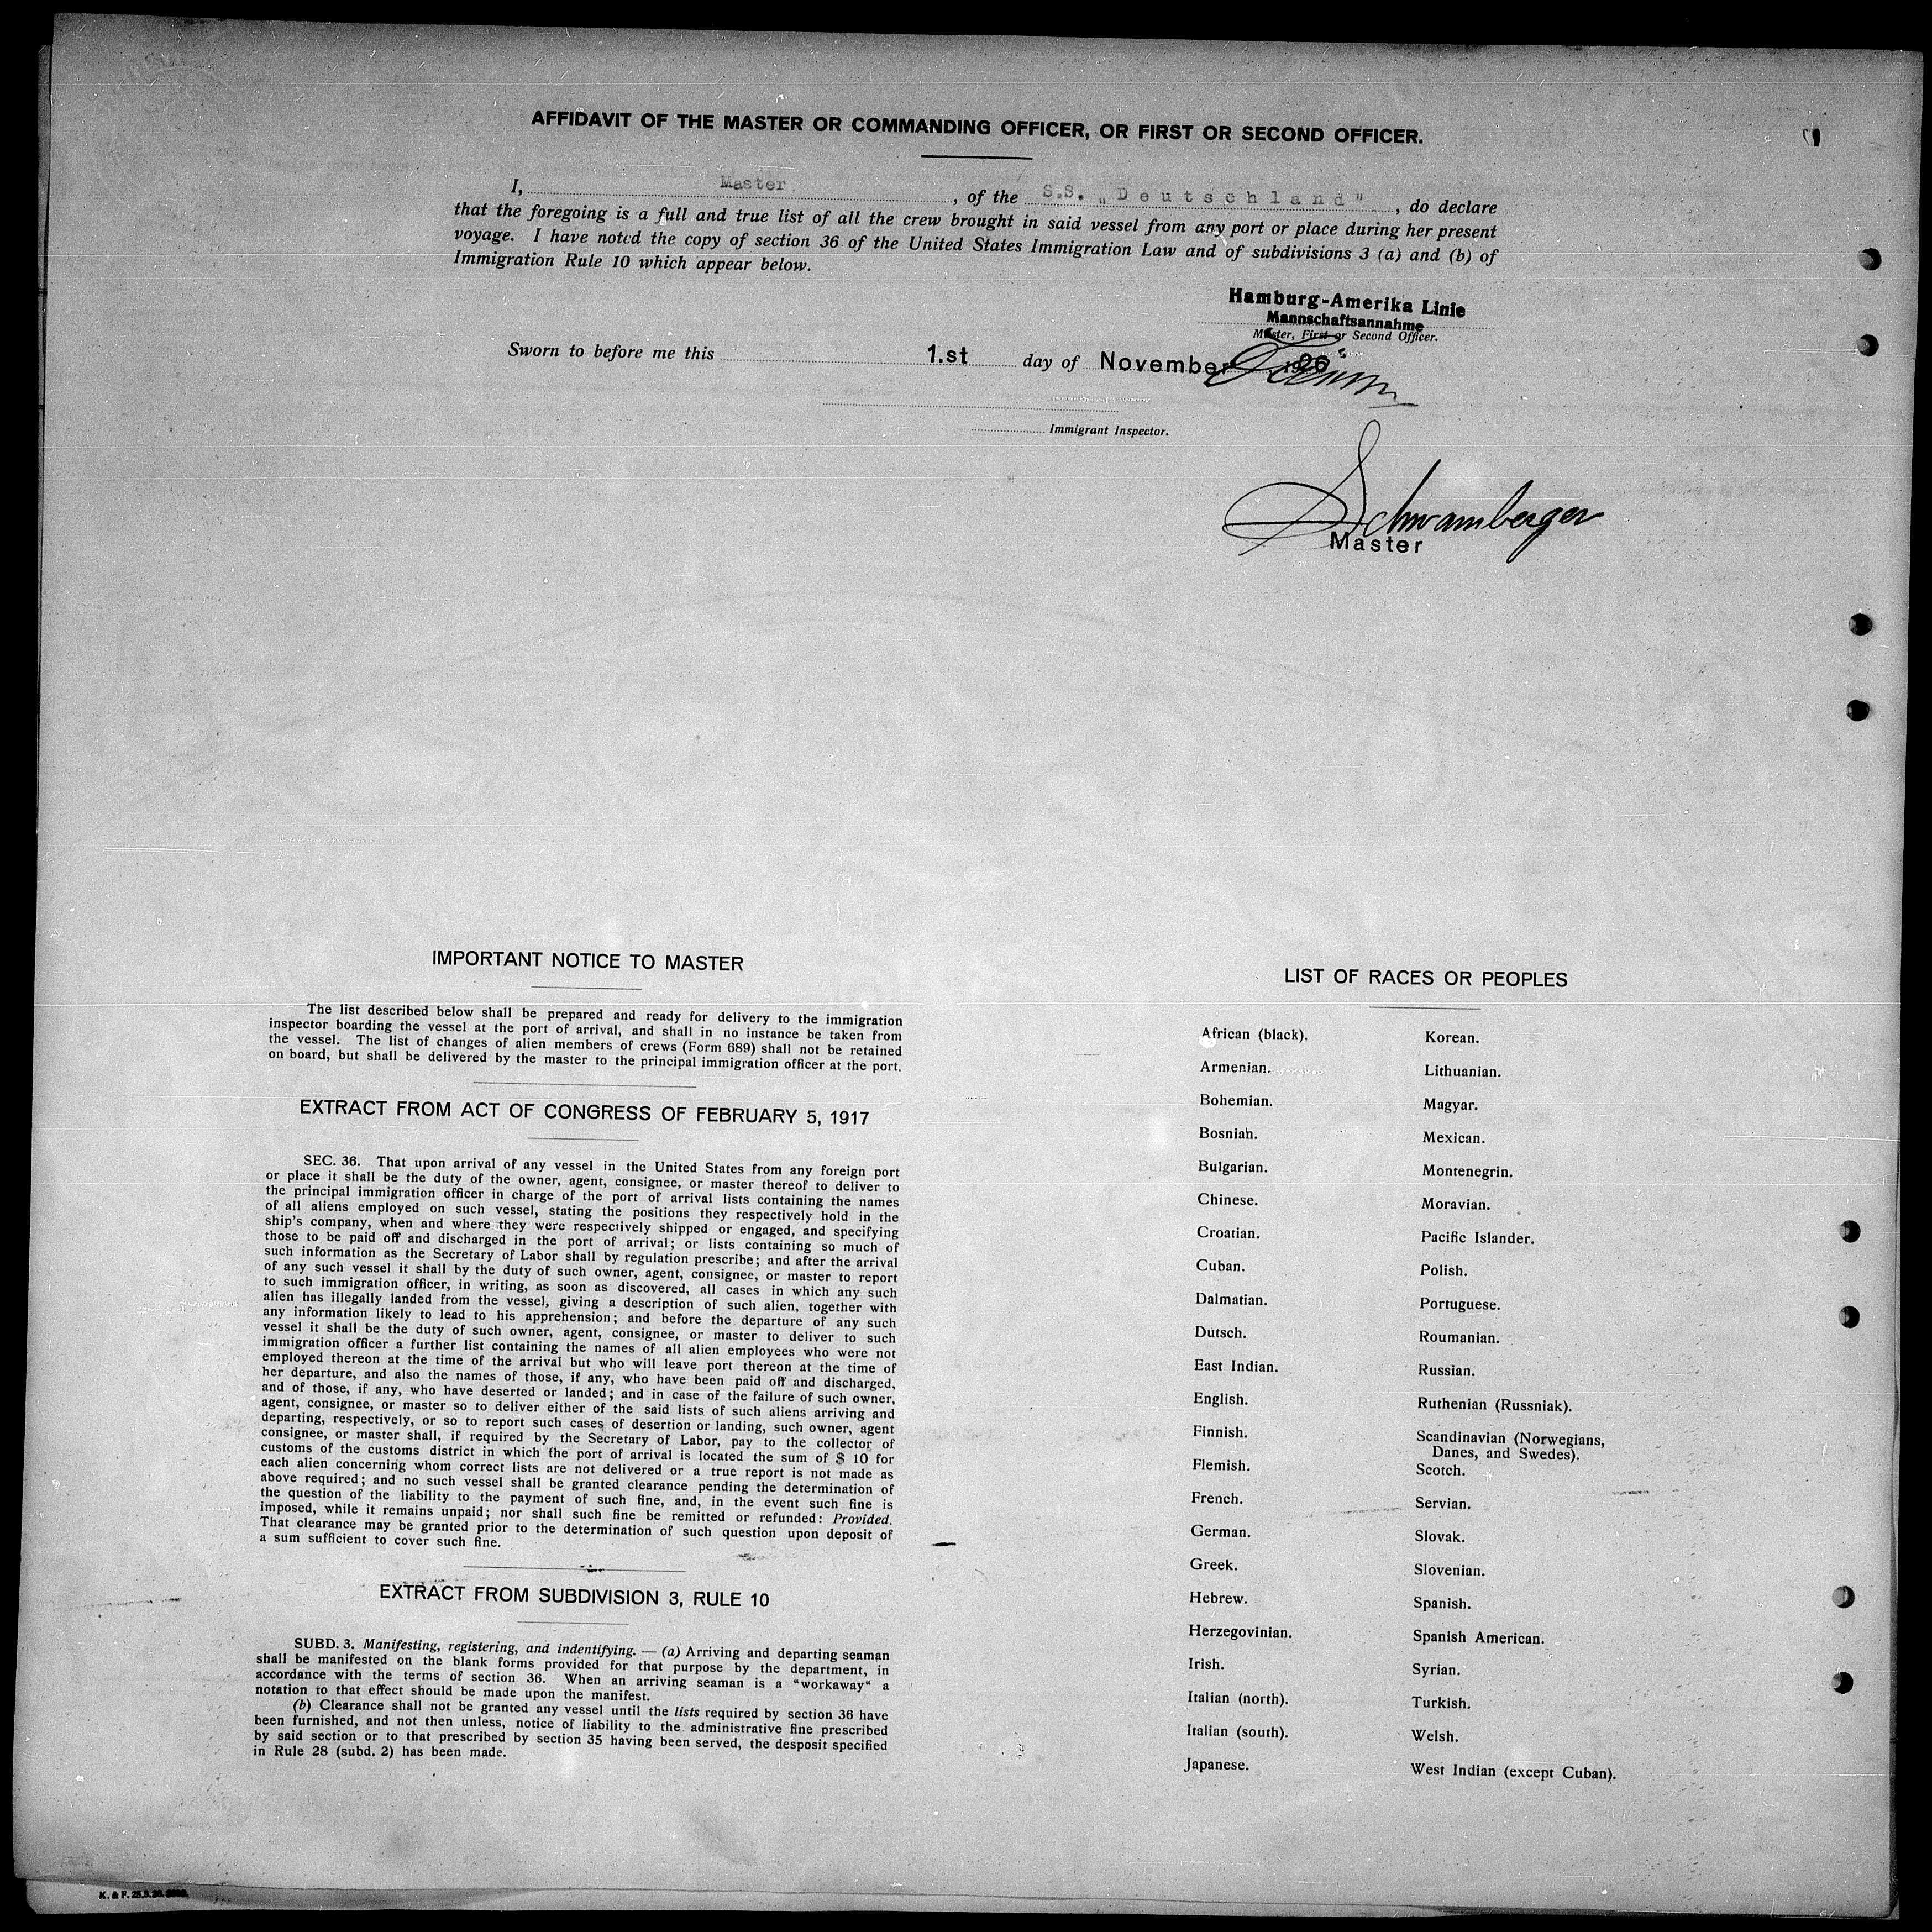 AFFIDAVIT OF THE MASTER OR COMMANDING OFFICER, OR FIRST OR SECOND OFFICER.
I, Master, of the S.S. „Deutschland", do declare
that the foregoing is a full and true list of all the crew brought in said vessel from any port or place during her present
voyage. I have noted the copy of section 36 of the United States Immigration Law and of subdivisions 3 (a) and (b) of
Immigration Rule 10 which appear below.
Hamburg-Amerika Linie
Mannschaftsannahme
Master, First or Second Officer.
Sworn to before me this 1.st day of November 1926
Immigrant Inspector.
Schwamberger
Master
IMPORTANT NOTICE TO MASTER
The list described below shall be prepared and ready for delivery to the immigration
inspector boarding the vessel at the port of arrival, and shall in no instance be taken from
the vessel. The list of changes of alien members of crews (Form 689) shall not be retained
on board, but shall be delivered by the master to the principal immigration officer at the port.
EXTRACT FROM ACT OF CONGRESS OF FEBRUARY 5, 1917
SEC. 36. That upon arrival of any vessel in the United States from any foreign port
or place it shall be the duty of the owner, agent, consignee, or master thereof to deliver to
the principal immigration officer in charge of the port of arrival lists containing the names
of all aliens employed on such vessel, stating the positions they respectively hold in the
ship's company, when and where they were respectively shipped or engaged, and specifying
those to be paid off and discharged in the port of arrival; or lists containing so much of
such information as the Secretary of Labor shall by regulation prescribe; and after the arrival
of any such vessel it shall by the duty of such owner, agent, consignee, or master to report
to such immigration officer, in writing, as soon as discovered, all cases in which any such
alien has illegally landed from the vessel, giving a description of such alien, together with
any information likely to lead to his apprehension; and before the departure of any such
vessel it shall be the duty of such owner, agent, consignee, or master to deliver to such
immigration officer a further list containing the names of all alien employees who were not
employed thereon at the time of the arrival but who will leave port thereon at the time of
her departure, and also the names of those, if any, who have been paid off and discharged,
and of those, if any, who have deserted or landed; and in case of the failure of such owner,
agent, consignee, or master so to deliver either of the said lists of such aliens arriving and
departing, respectively, or so to report such cases of desertion or landing, such owner, agent
consignee, or master shall, if required by the Secretary of Labor, pay to the collector of
customs of the customs district in which the port of arrival is located the sum of $ 10 for
each alien concerning whom correct lists are not delivered or a true report is not made as
above required; and no such vessel shall be granted clearance pending the determination of
the question of the liability to the payment of such fine, and, in the event such fine is
imposed, while it remains unpaid; nor shall such fine be remitted or refunded: Provided.
That clearance may be granted prior to the determination of such question upon deposit of
a sum sufficient to cover such fine.
EXTRACT FROM SUBDIVISION 3, RULE 10
SUBD. 3. Manifesting, registering, and indentifying. — (a) Arriving and departing seaman
shall be manifested on the blank forms provided for that purpose by the department, in
accordance with the terms of section 36. When an arriving seaman is a "workaway" a
notation to that effect should be made upon the manifest.
(b) Clearance shall not be granted any vessel until the lists required by section 36 have
been furnished, and not then unless, notice of liability to the administrative fine prescribed
by said section or to that prescribed by section 35 having been served, the desposit specified
in Rule 28 (subd. 2) has been made.
LIST OF RACES OR PEOPLES
African (black).
Armenian.
Bohemian.
Bosnian.
Bulgarian.
Chinese.
Croatian.
Cuban.
Dalmatian.
Dutsch.
East Indian.
English.
Finnish.
Flemish.
French.
German.
Greek.
Hebrew.
Herzegovinian.
Irish.
Italian (north).
Italian (south).
Japanese.
Korean.
Lithuanian.
Magyar.
Mexican.
Montenegrin.
Moravian.
Pacific Islander.
Polish.
Portuguese.
Roumanian.
Russian.
Ruthenian (Russniak).
Scandinavian (Norwegians,
Danes, and Swedes).
Scotch.
Servian.
Slovak.
Slovenian.
Spanish.
Spanish American.
Syrian.
Turkish.
Welsh.
West Indian (except Cuban).
K. & F. 25.5.26.